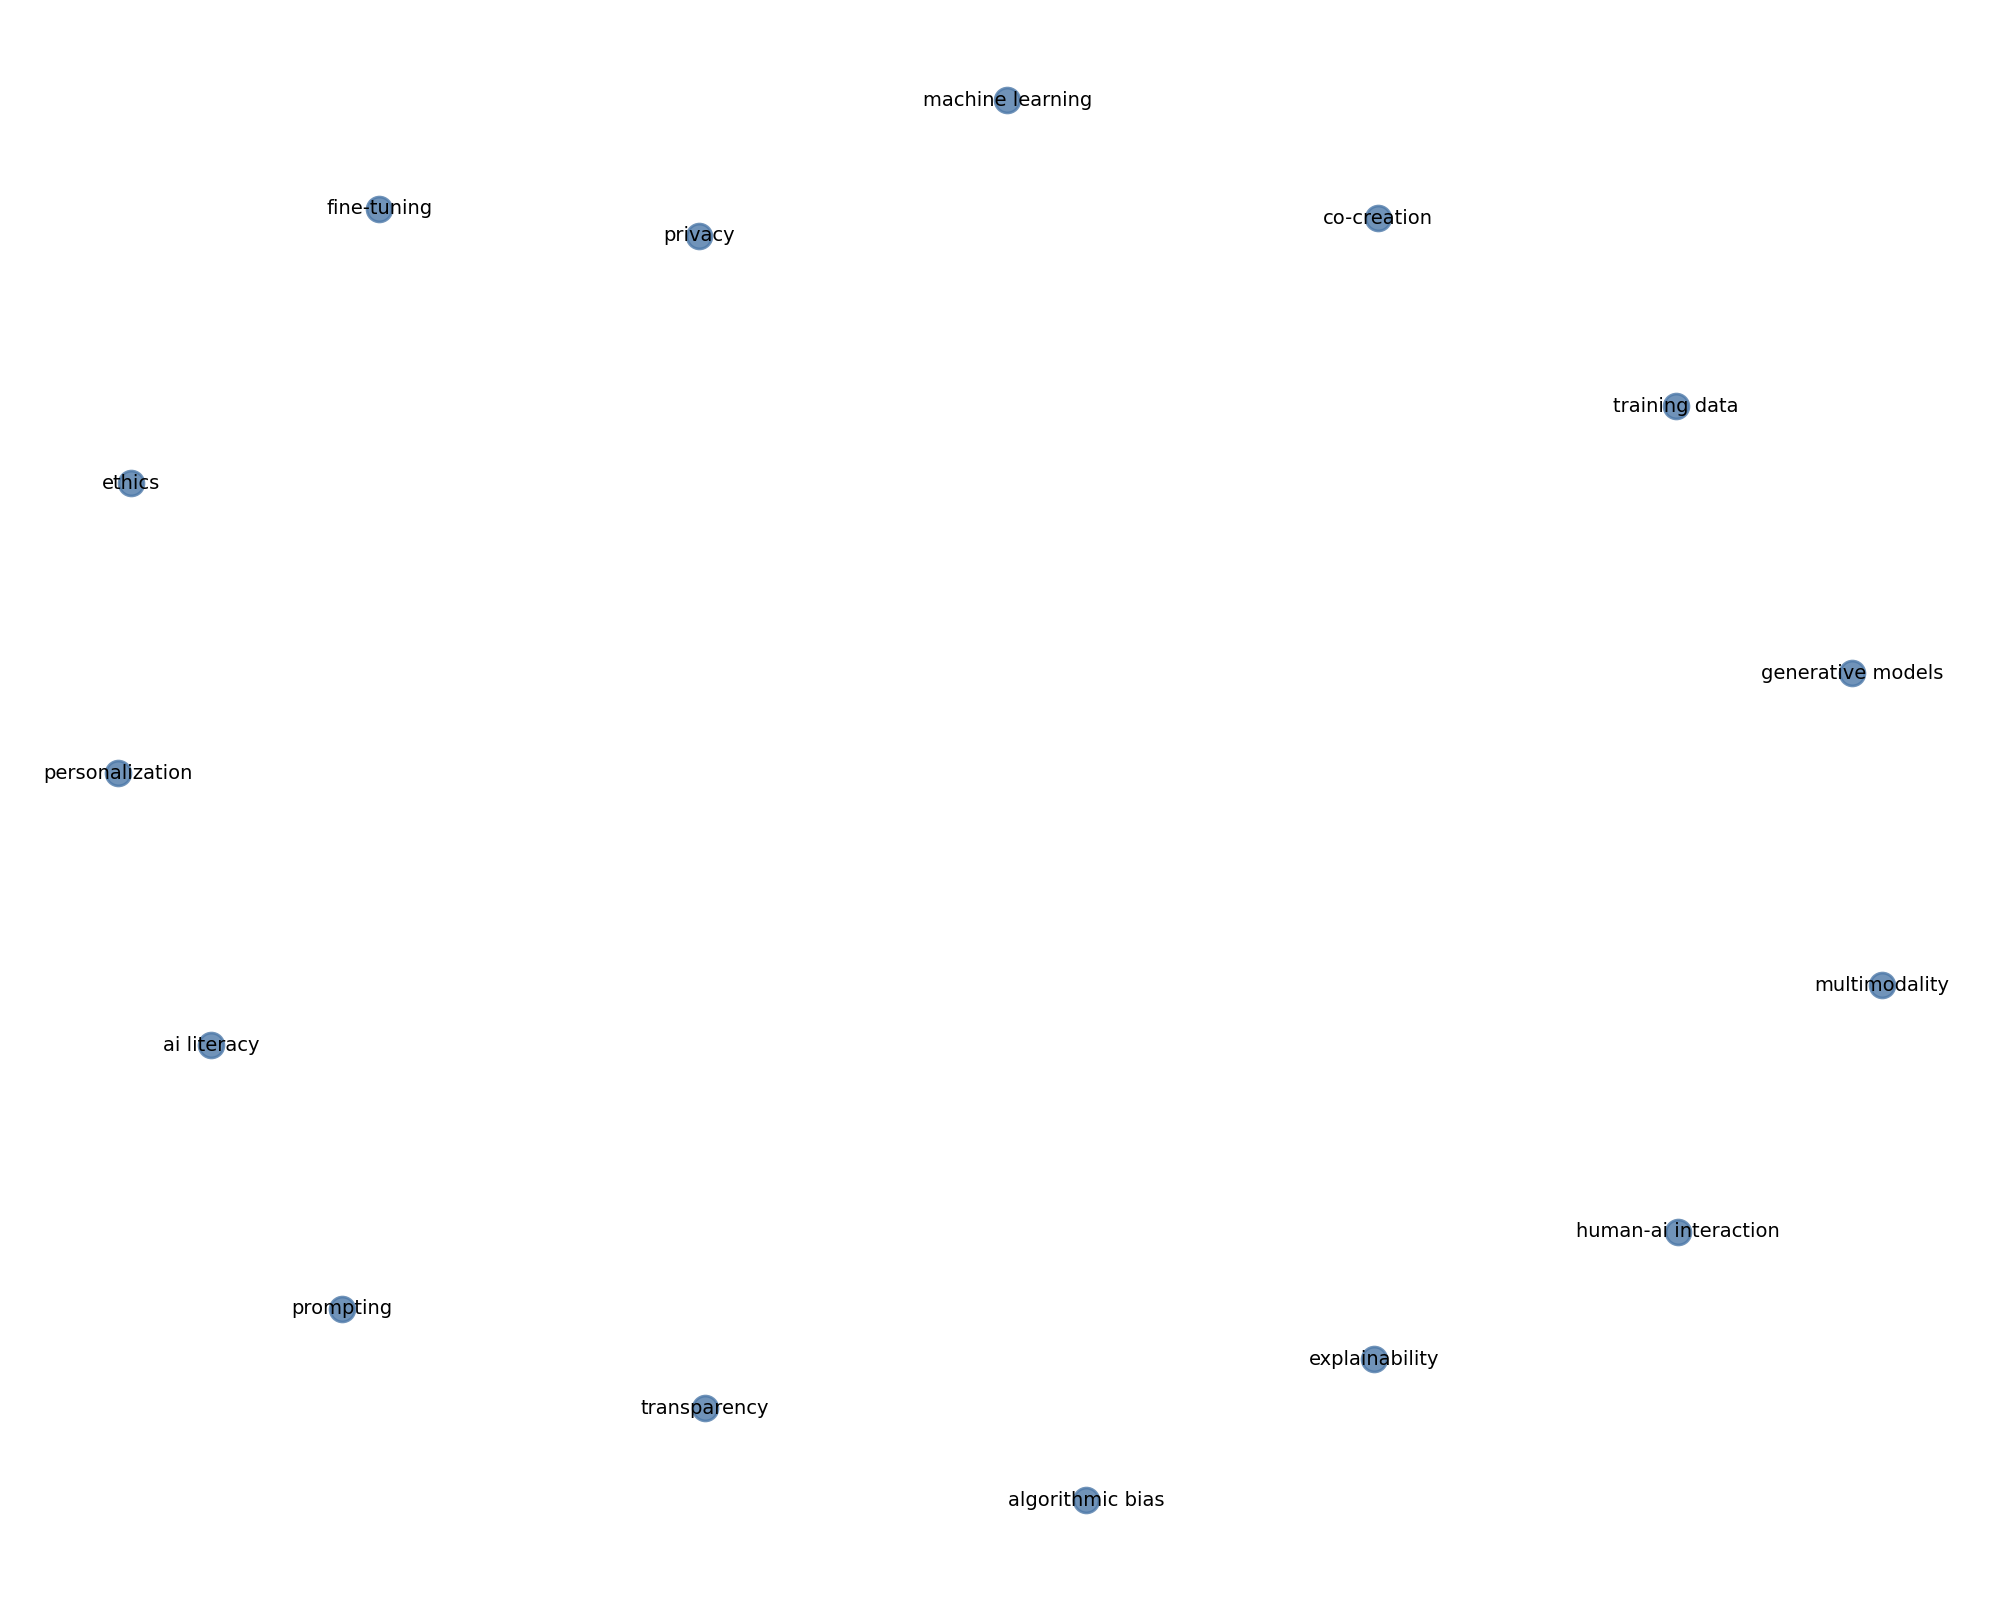 machine learning
fine-tuning
privacy
co-creation
training data
ethics
generative models
personalization
multimodality
ai literacy
human-ai interaction
prompting
explainability
transparency
algorithmic bias